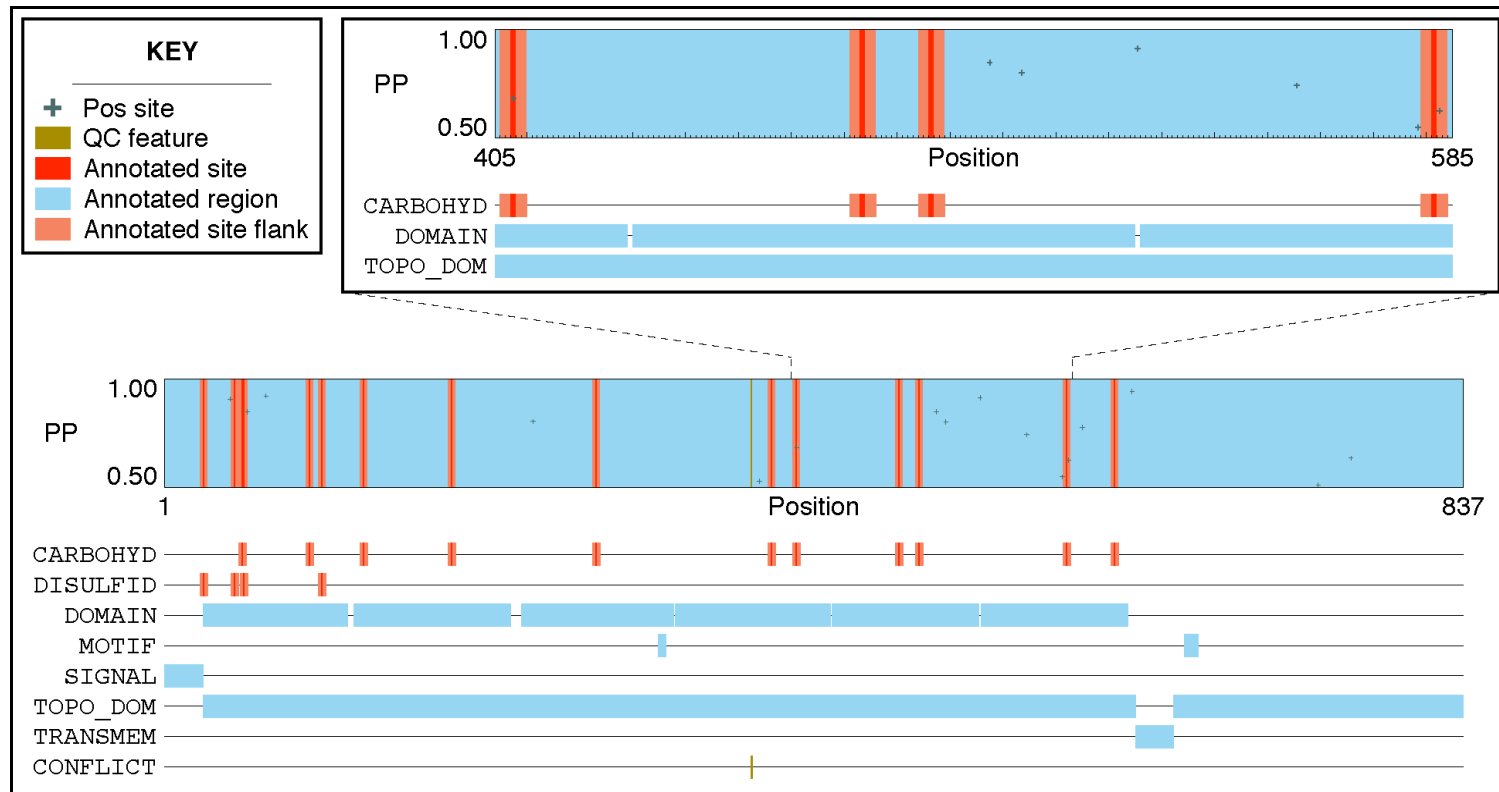 KEY
Pos site
QC feature
Annotated site
Annotated region
Annotated site flank
1.00
PP
0.50
405 Position 585
CARBOHYD
DOMAIN
TOPO_DOM
1.00
PP
0.50
1 Position 837
CARBOHYD
DISULFID
DOMAIN
MOTIF
SIGNAL
TOPO_DOM
TRANSMEM
CONFLICT